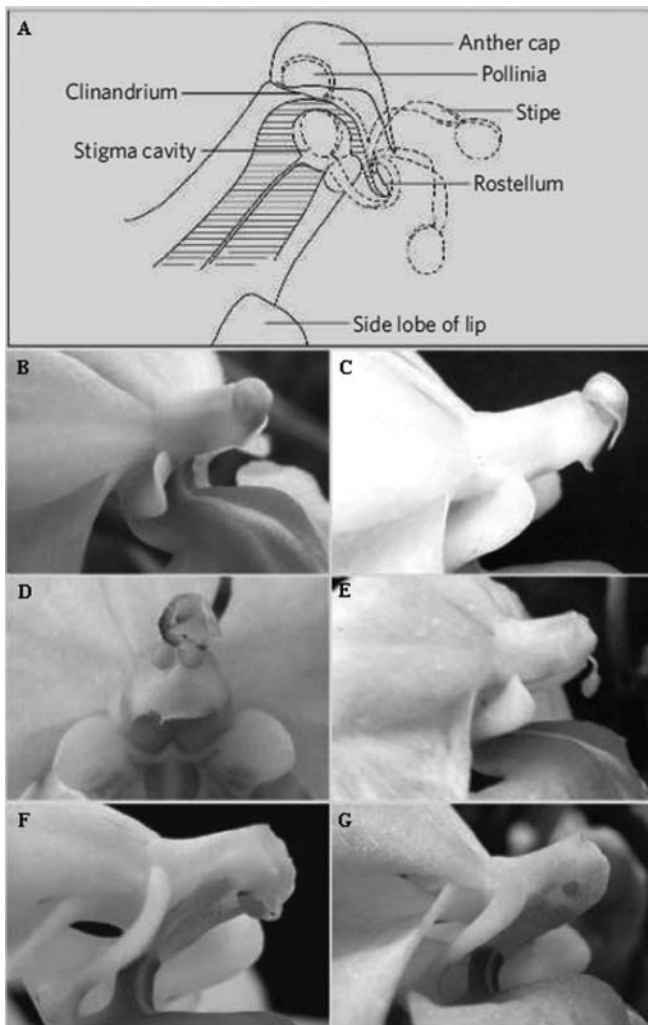 A
Anther cap
Pollinia
Clinandrium
Stipe
Stigma cavity
Rostellum
Side lobe of lip
B
C
D
E
F
G